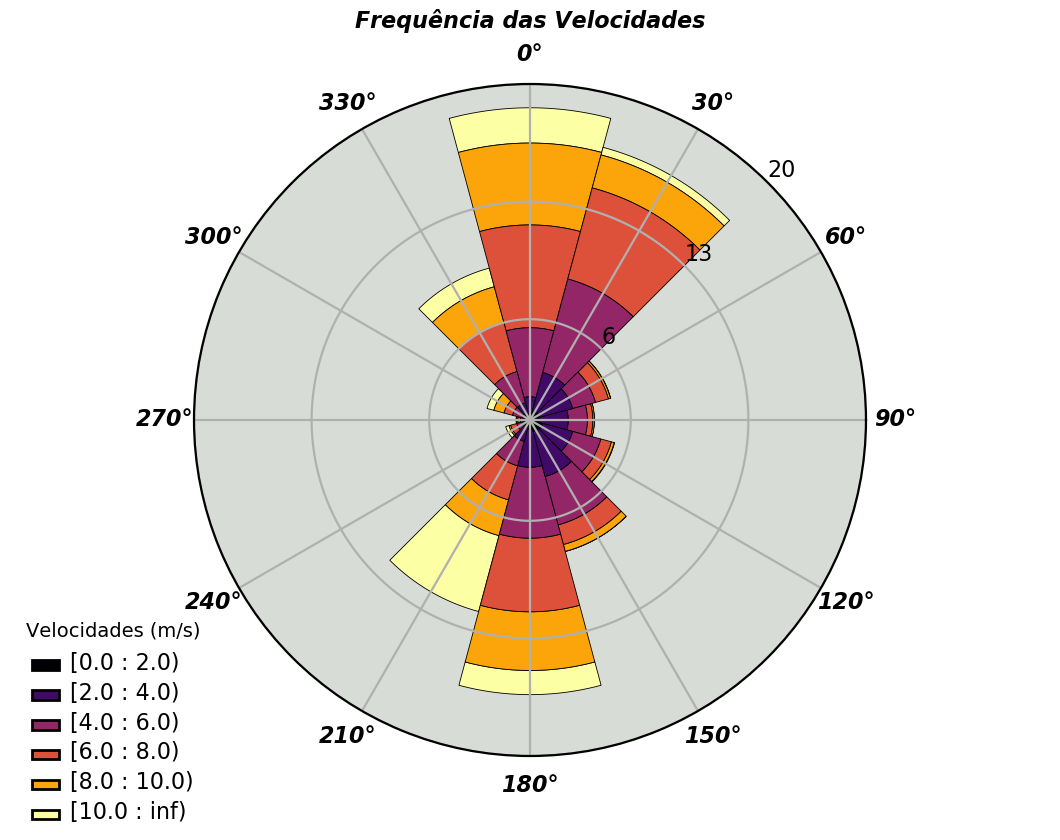 Frequência das Velocidades
0°
330°
30°
20
300°
60°
13
6
270°
90°
240°
120°
210°
150°
180°
Velocidades (m/s)
[0.0 : 2.0)
[2.0 : 4.0)
[4.0 : 6.0)
[6.0 : 8.0)
[8.0 : 10.0)
[10.0 : inf)